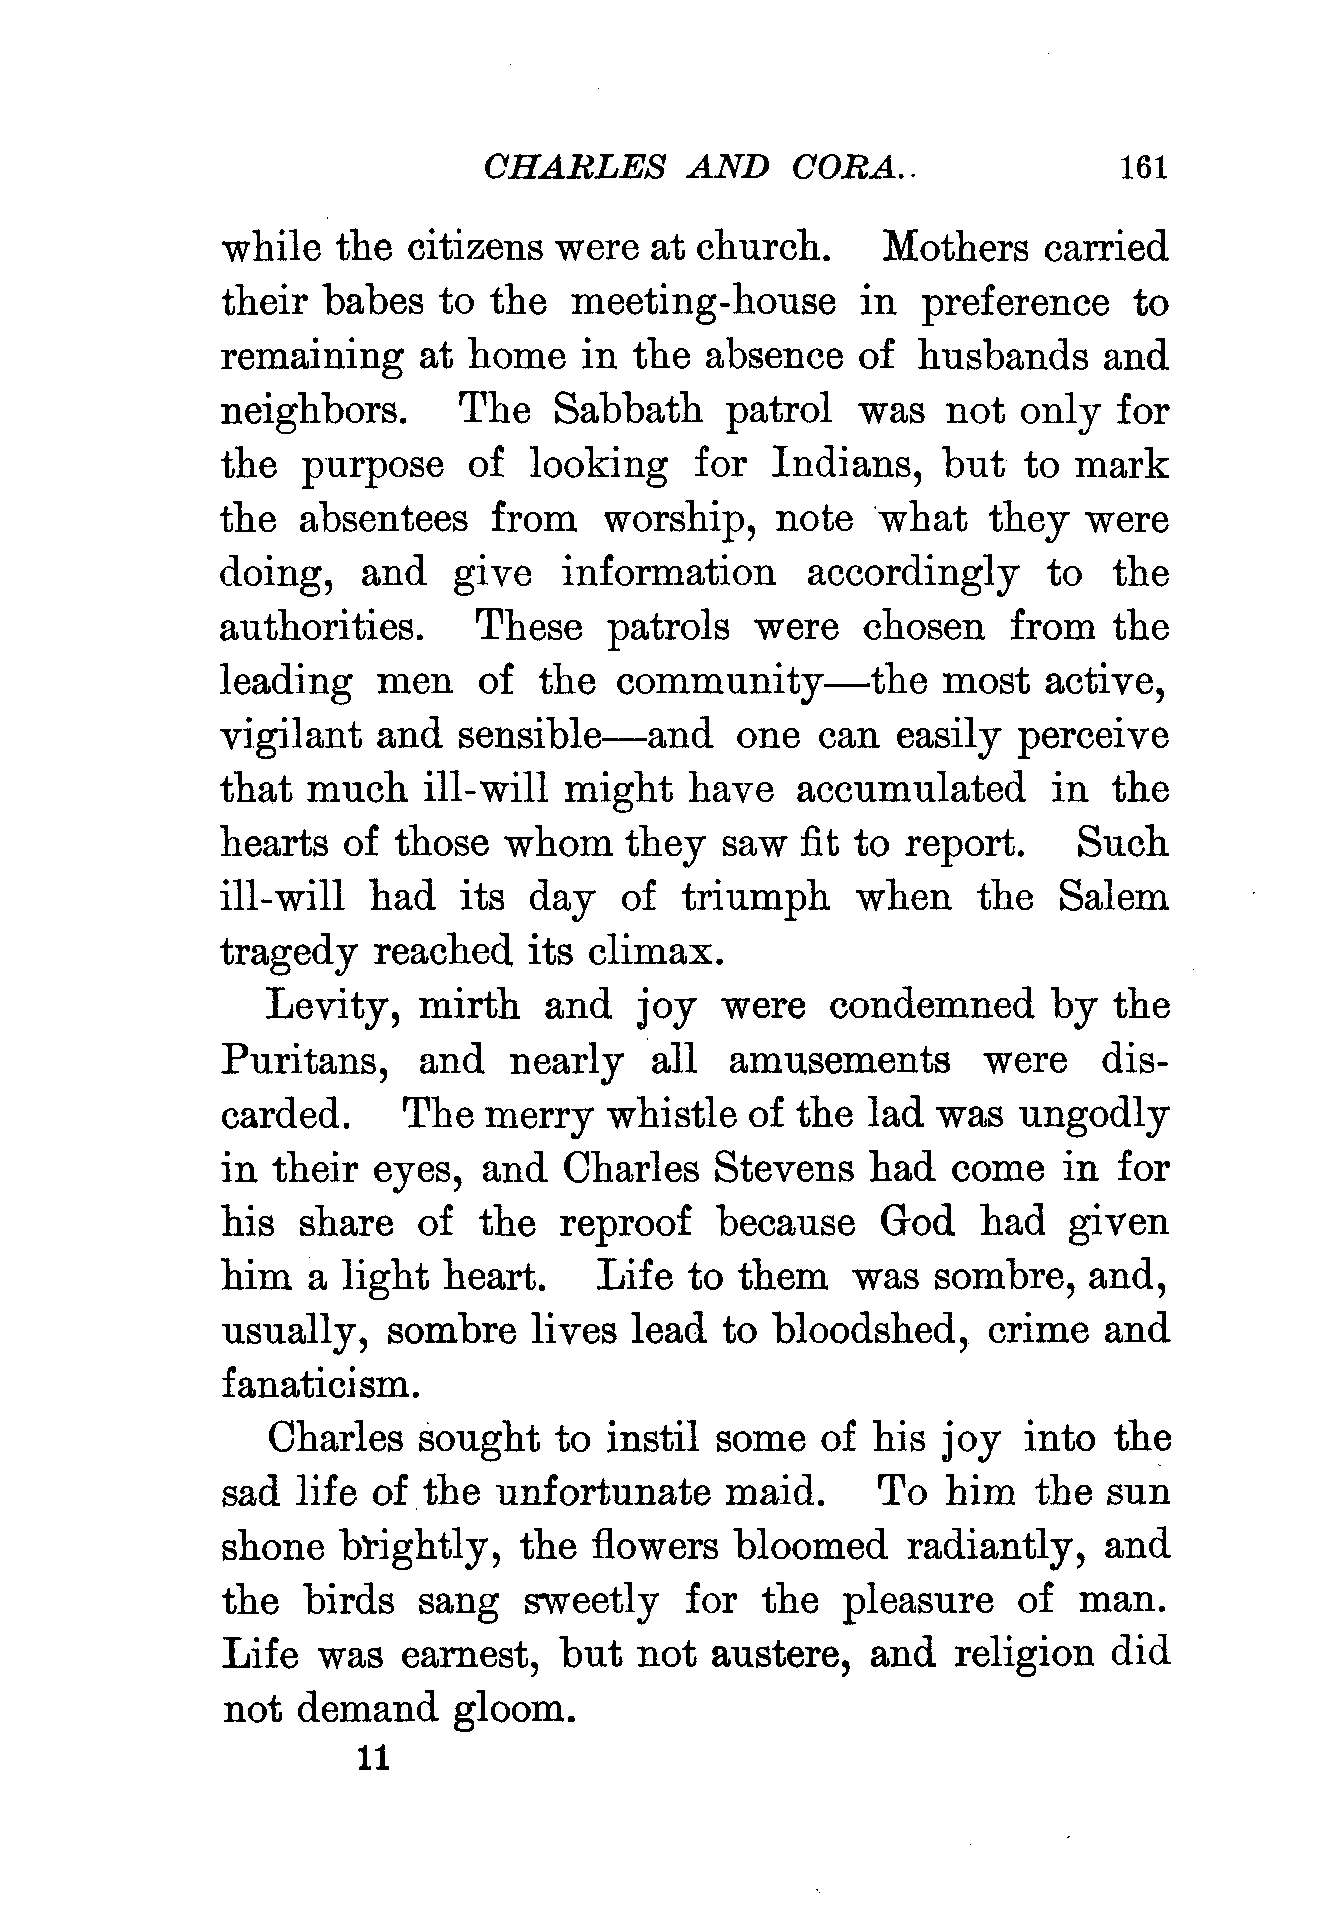 CHARLES AND CORA.. 161
while the citizens were at church. Mothers carried
their babes to the meeting-house in preference to
remaining at home in the absence of husbands and
neighbors. The Sabbath patrol was not only for
the purpose of looking for Indians, but to mark
the absentees from worship, note what they were
doing, and give information accordingly to the
authorities. These patrols were chosen from the
leading men of the community—the most active,
vigilant and sensible—and one can easily perceive
that much ill-will might have accumulated in the
hearts of those whom they saw fit to report. Such
ill-will had its day of triumph when the Salem
tragedy reached its climax.
Levity, mirth and joy were condemned by the
Puritans, and nearly all amusements were dis-
carded. The merry whistle of the lad was ungodly
in their eyes, and Charles Stevens had come in for
his share of the reproof because God had given
him a light heart. Life to them was sombre, and,
usually, sombre lives lead to bloodshed, crime and
fanaticism.
Charles sought to instil some of his joy into the
sad life of the unfortunate maid. To him the sun
shone brightly, the flowers bloomed radiantly, and
the birds sang sweetly for the pleasure of man.
Life was earnest, but not austere, and religion did
not demand gloom.
11